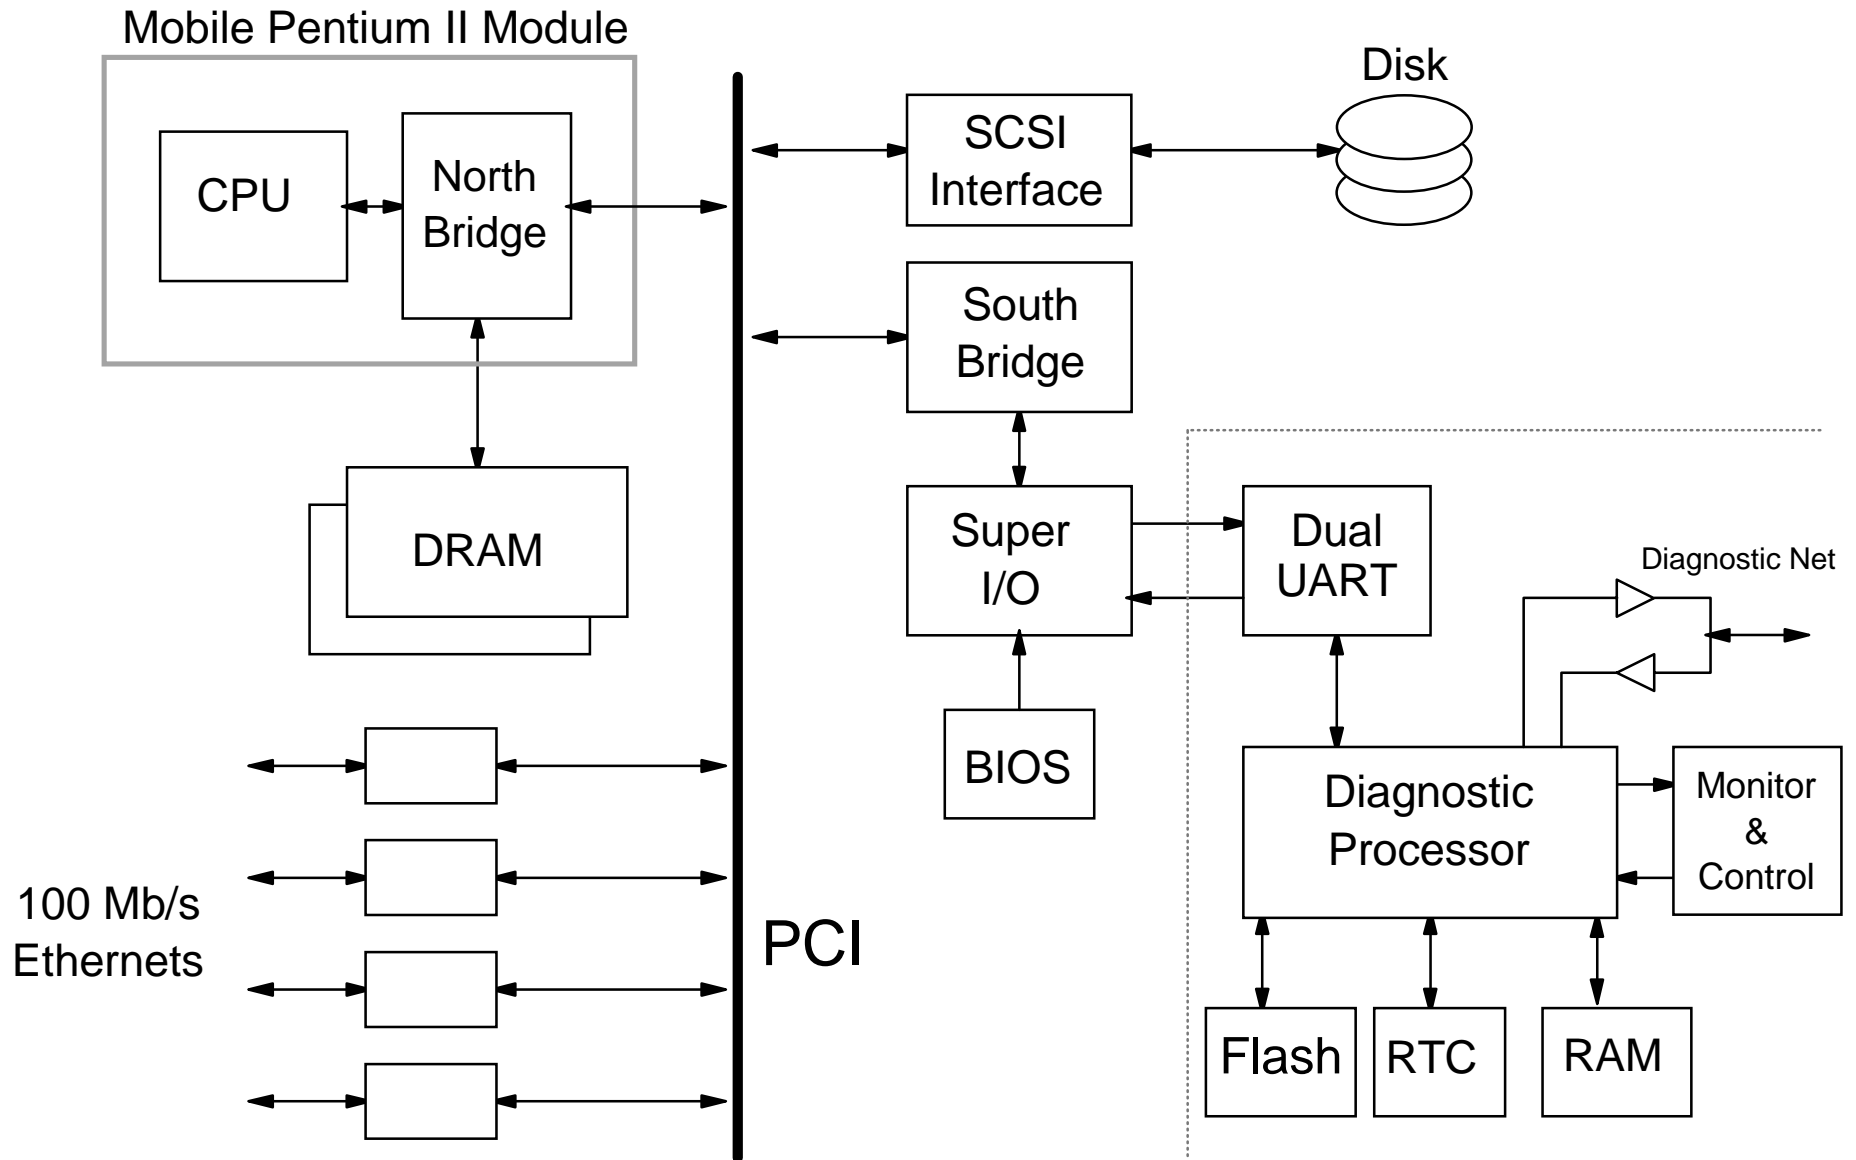 Mobile Pentium II Module
Disk
CPU
North
Bridge
SCSI
Interface
South
Bridge
DRAM
Super
I/O
Dual
UART
Diagnostic Net
BIOS
Diagnostic
Processor
Monitor
&
Control
100 Mb/s
Ethernets
PCI
Flash
RTC
RAM